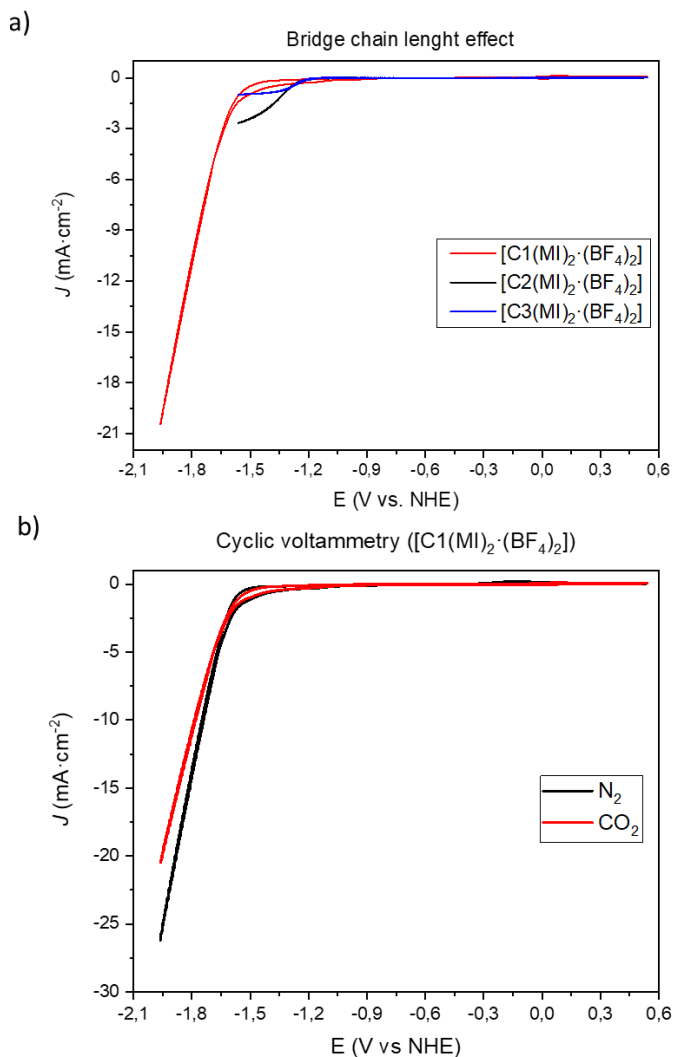 a)
Bridge chain lenght effect
0
-3
-6
-9
-12
-15
-18
-21
J (mA·cm⁻²)
[C1(MI)₂·(BF₄)₂]
[C2(MI)₂·(BF₄)₂]
[C3(MI)₂·(BF₄)₂]
-2,1 -1,8 -1,5 -1,2 -0,9 -0,6 -0,3 0,0 0,3 0,6
E (V vs. NHE)
b)
Cyclic voltammetry ([C1(MI)₂·(BF₄)₂])
0
-5
-10
-15
-20
-25
-30
J (mA·cm⁻²)
N₂
CO₂
-2,1 -1,8 -1,5 -1,2 -0,9 -0,6 -0,3 0,0 0,3 0,6
E (V vs NHE)